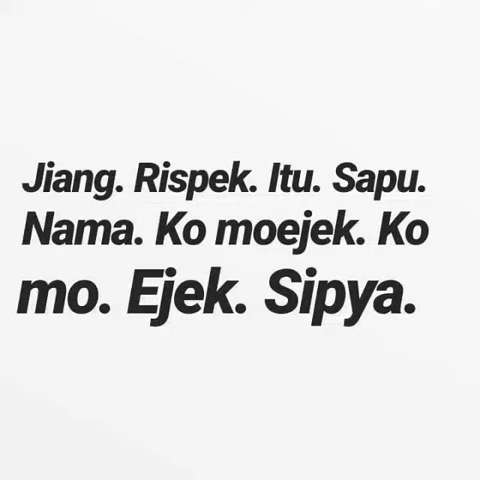 Jiang. Rispek. Itu. Sapu.
Nama. Ko moejek. Ko
mo. Ejek. Sipya.